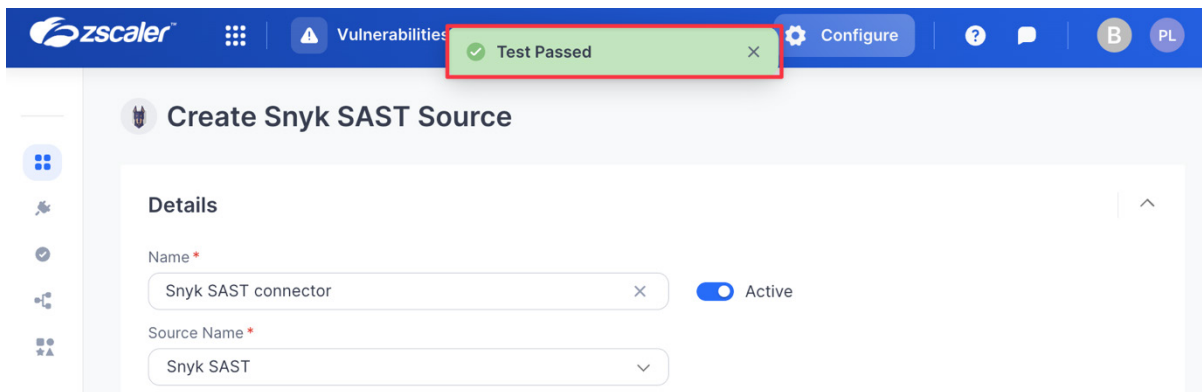 zscaler™
Vulnerabilities
Test Passed
Configure
B
PL
Create Snyk SAST Source
Details
Name *
Snyk SAST connector
Active
Source Name *
Snyk SAST